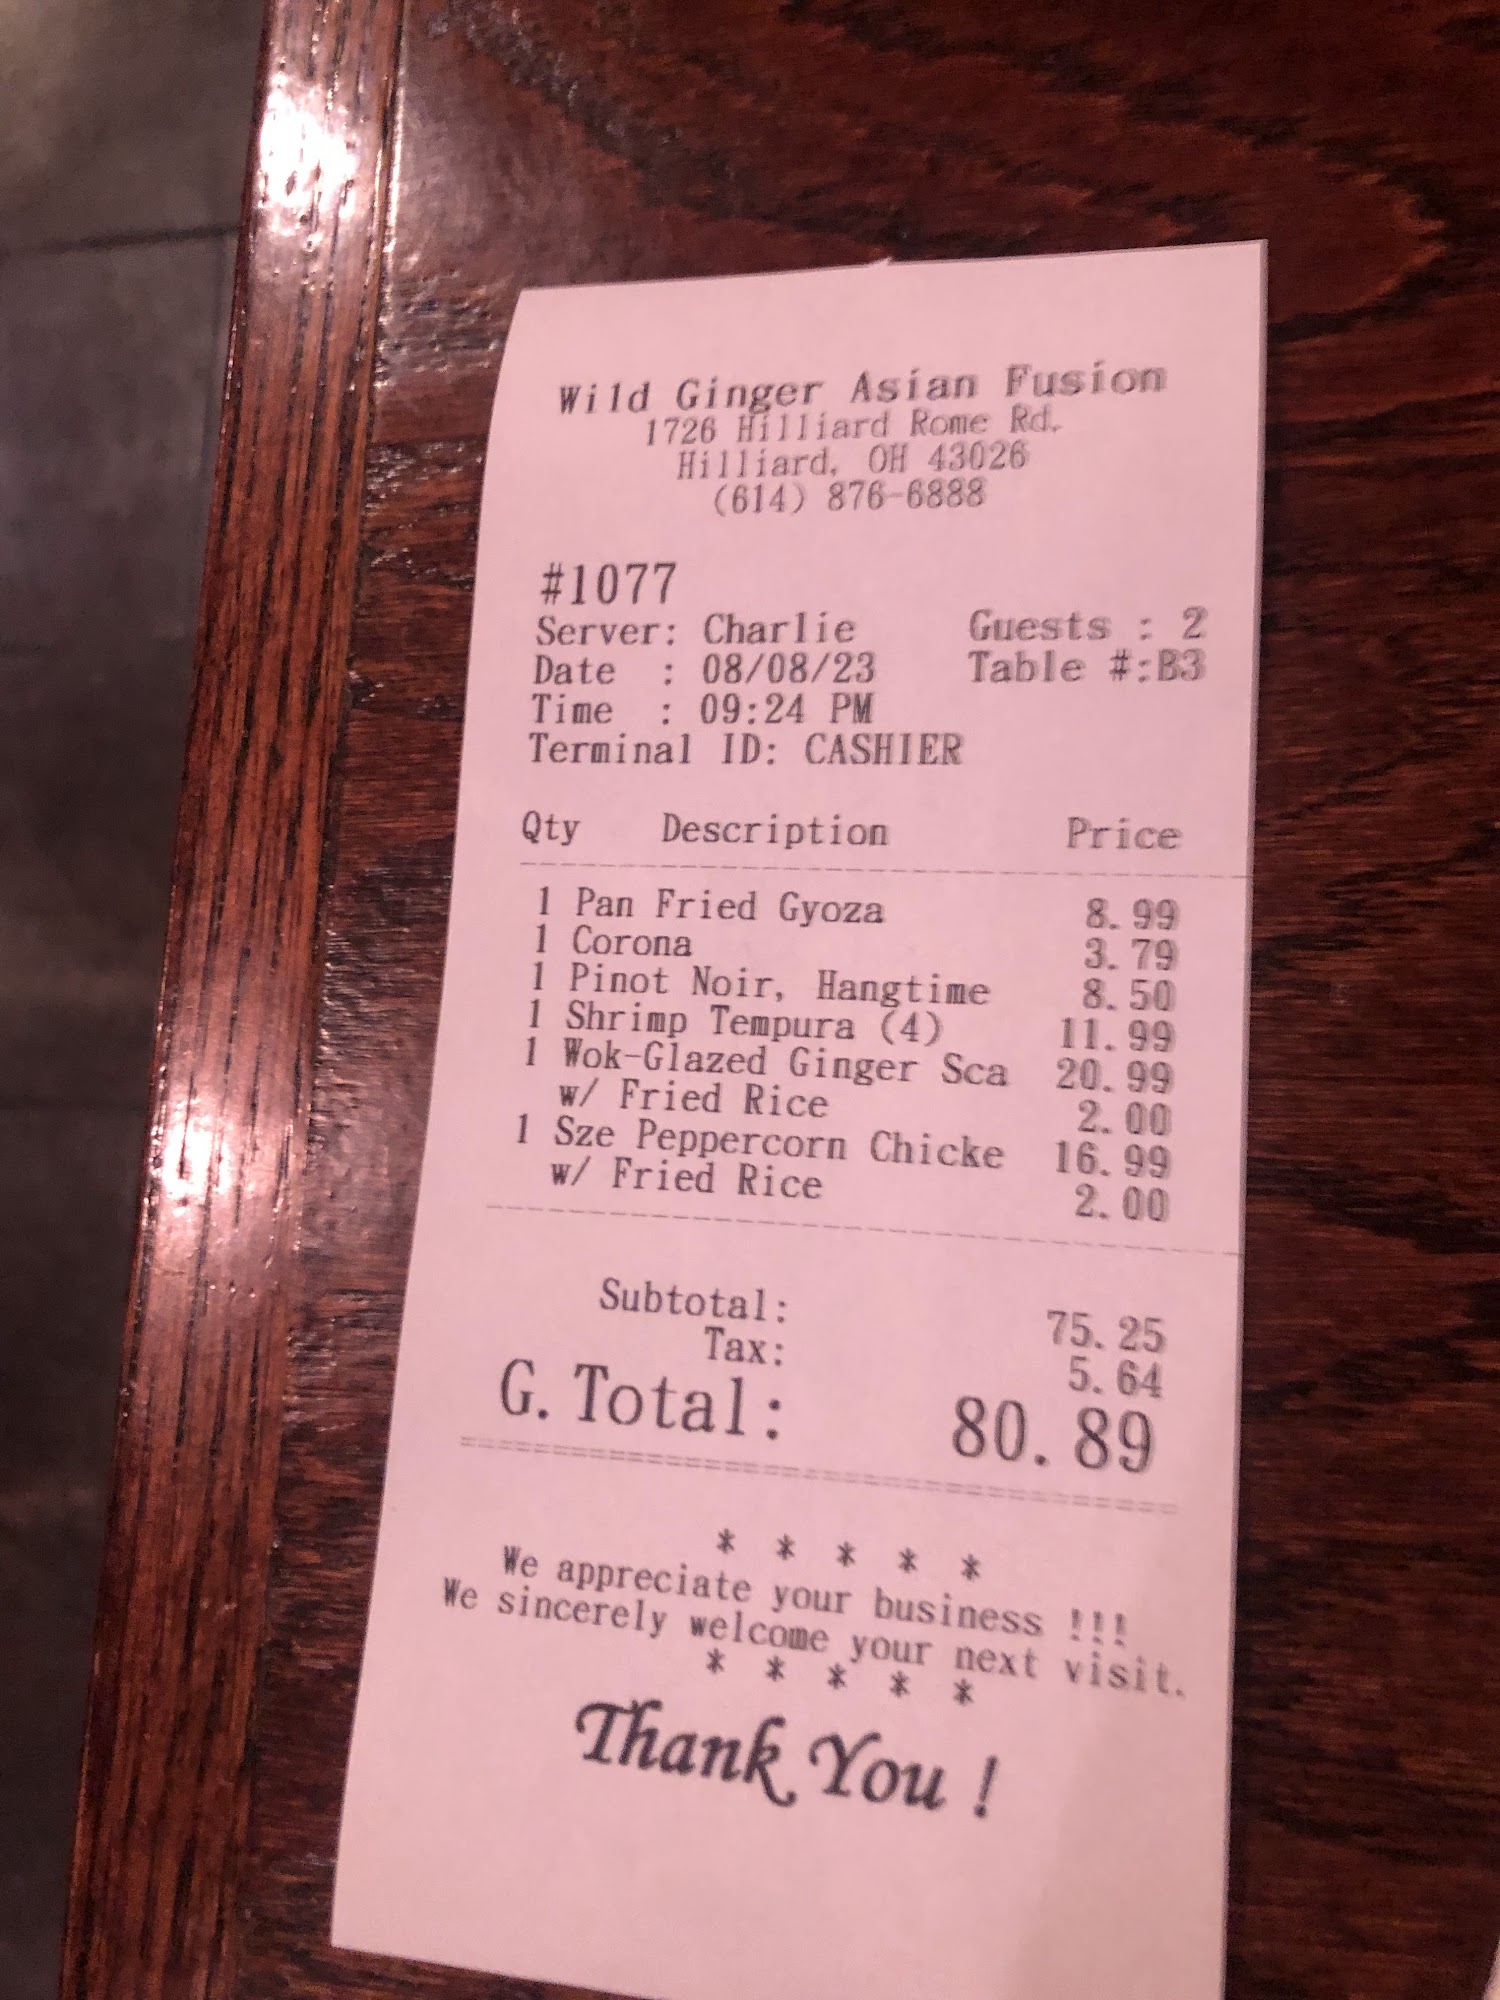 Wild Ginger Asian Fusion
1726 Hilliard Rome Rd.
Hilliard, OH 43026
(614) 876-6888
#1077
Server: Charlie Guests : 2
Date : 08/08/23 Table #:B3
Time : 09:24 PM
Terminal ID: CASHIER
Qty Description Price
1 Pan Fried Gyoza 8.99
1 Corona 3.79
1 Pinot Noir, Hangtime 8.50
1 Shrimp Tempura (4) 11.99
1 Wok-Glazed Ginger Sca 20.99
w/ Fried Rice 2.00
1 Sze Peppercorn Chicke 16.99
w/ Fried Rice 2.00
Subtotal: 75.25
Tax: 5.64
G.Total: 80.89
* * * * *
We appreciate your business !!!
We sincerely welcome your next visit.
* * * * *
Thank You !